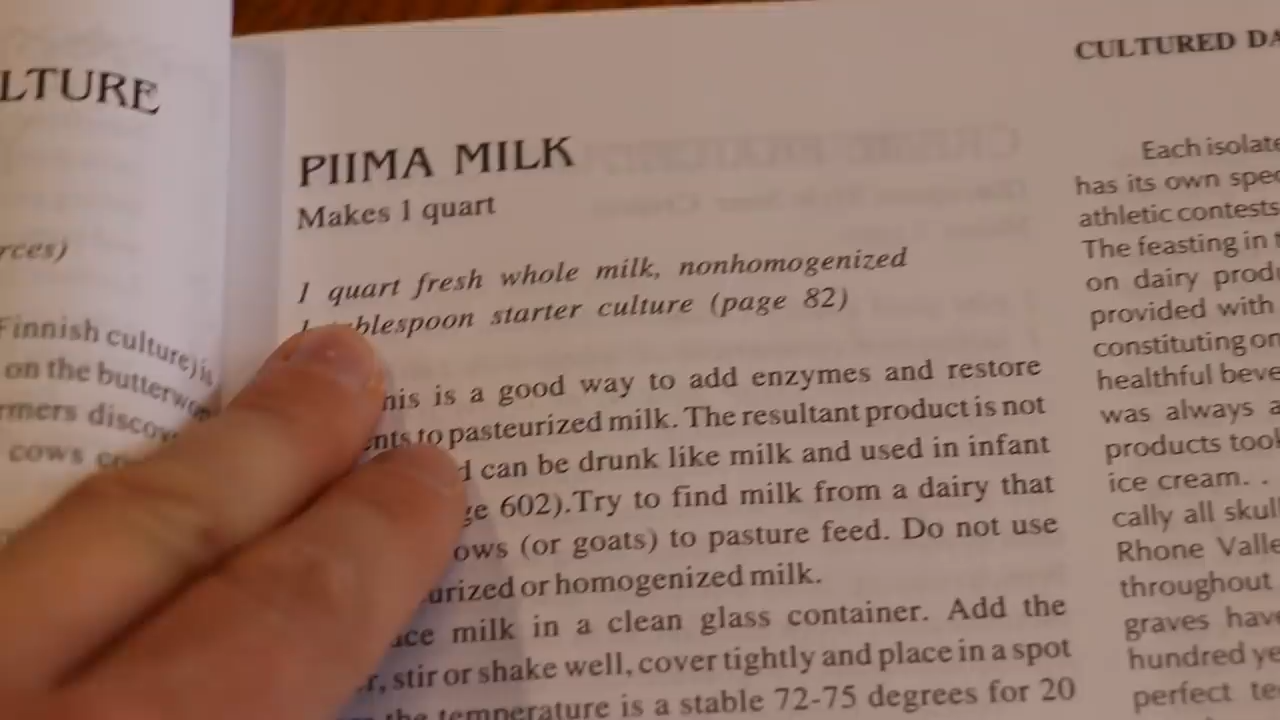 LTURE
rces)
Finnish culture) is
on the butterwo
rmers discov
cows co
PIIMA MILK
Makes 1 quart
1 quart fresh whole milk, nonhomogenized
blespoon starter culture (page 82)
his is a good way to add enzymes and restore
ents to pasteurized milk. The resultant product is not
d can be drunk like milk and used in infant
ge 602).Try to find milk from a dairy that
ows (or goats) to pasture feed. Do not use
urized or homogenized milk.
ace milk in a clean glass container. Add the
r, stir or shake well, cover tightly and place in a spot
the temperature is a stable 72-75 degrees for 20
CULTURED DA
Each isolate
has its own spec
athletic contests
The feasting in t
on dairy produ
provided with
constituting on
healthful beve
was always a
products took
ice cream. . .
cally all skul
Rhone Valle
throughout
graves have
hundred ye
perfect te